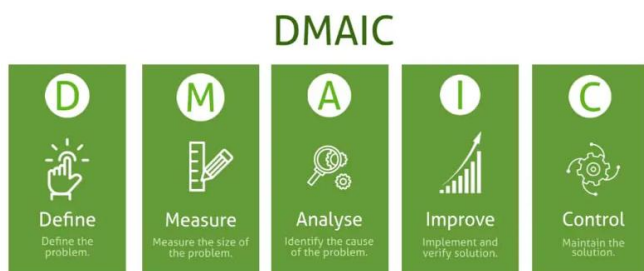 DMAIC
D
Define
Define the
problem.
M
Measure
Measure the size of
the problem.
A
Analyse
Identify the cause
of the problem.
I
Improve
Implement and
verify solution.
C
Control
Maintain the
solution.